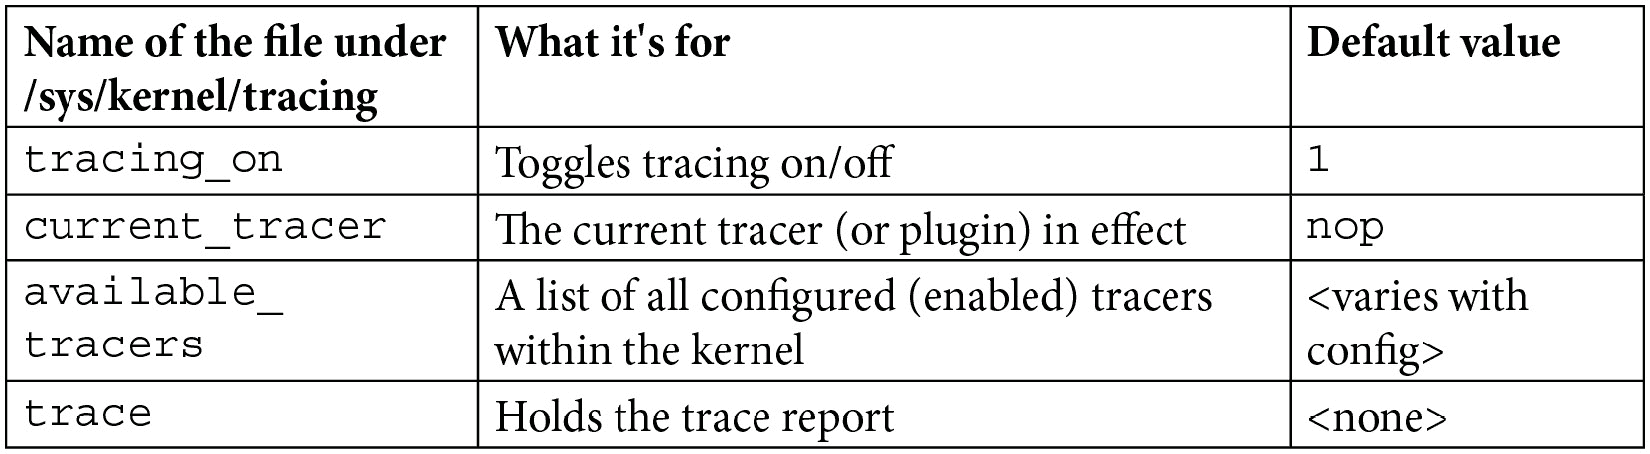 Name of the file under
/sys/kernel/tracing
What it's for
Default value
tracing_on
Toggles tracing on/off
1
current_tracer
The current tracer (or plugin) in effect
nop
available_
tracers
A list of all configured (enabled) tracers
within the kernel
<varies with
config>
trace
Holds the trace report
<none>